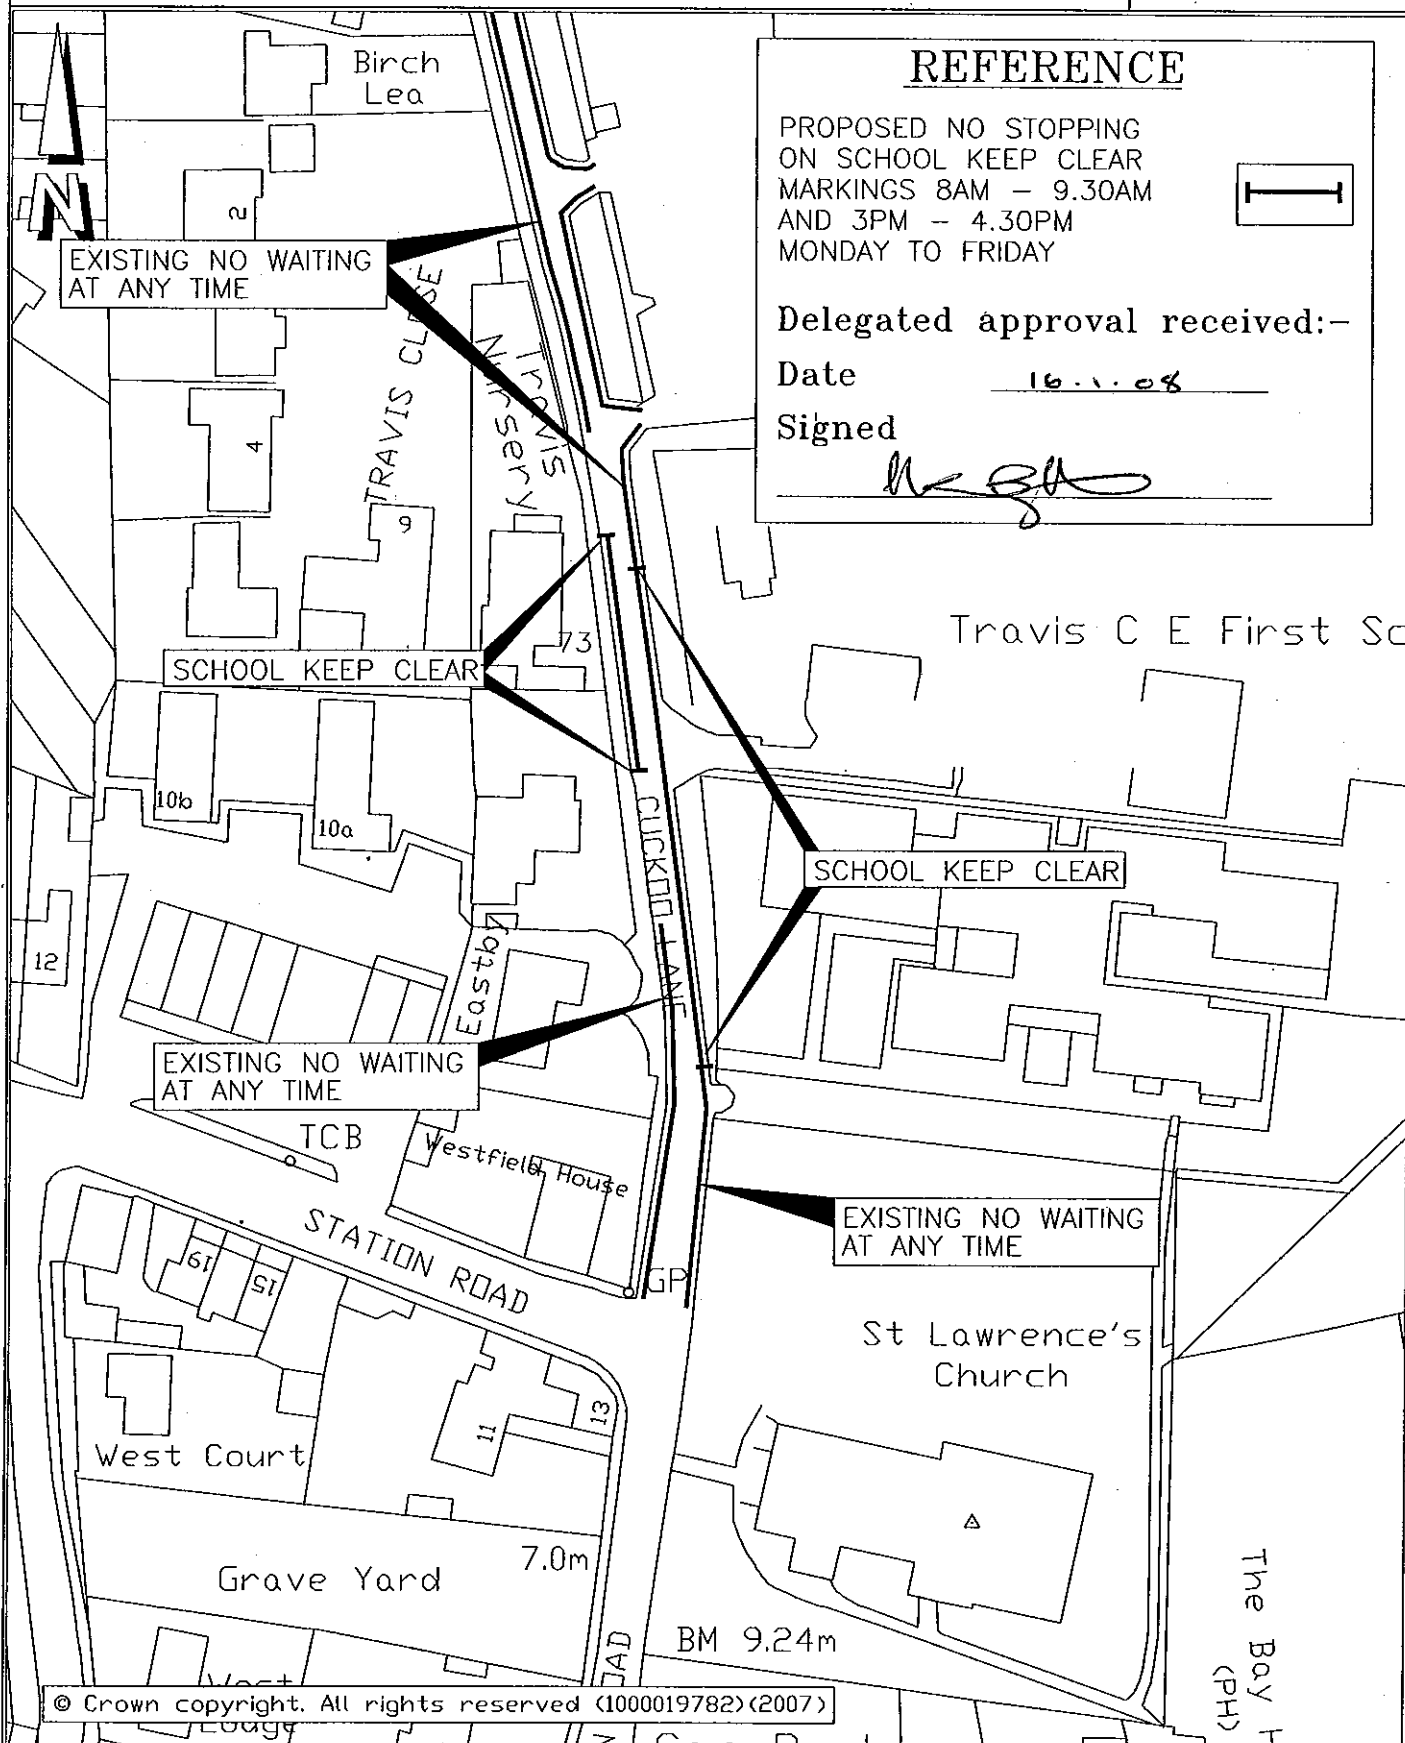 REFERENCE
PROPOSED NO STOPPING
ON SCHOOL KEEP CLEAR
MARKINGS 8AM – 9.30AM
AND 3PM – 4.30PM
MONDAY TO FRIDAY
Delegated approval received:-
Date 16.1.08
Signed
N
Birch
Lea
2
EXISTING NO WAITING
AT ANY TIME
TRAVIS CLOSE
Travis
Nursery
4
9
73
SCHOOL KEEP CLEAR
Travis C E First Sc
10b
10a
12
CUCKOO LANE
SCHOOL KEEP CLEAR
Eastby
EXISTING NO WAITING
AT ANY TIME
TCB
Westfield House
STATION ROAD
19
15
GP
EXISTING NO WAITING
AT ANY TIME
St Lawrence's
Church
11
13
West Court
Grave Yard
7.0m
BM 9.24m
The Bay H
(PH)
OAD
West
Lodge
© Crown copyright. All rights reserved (1000019782)(2007)